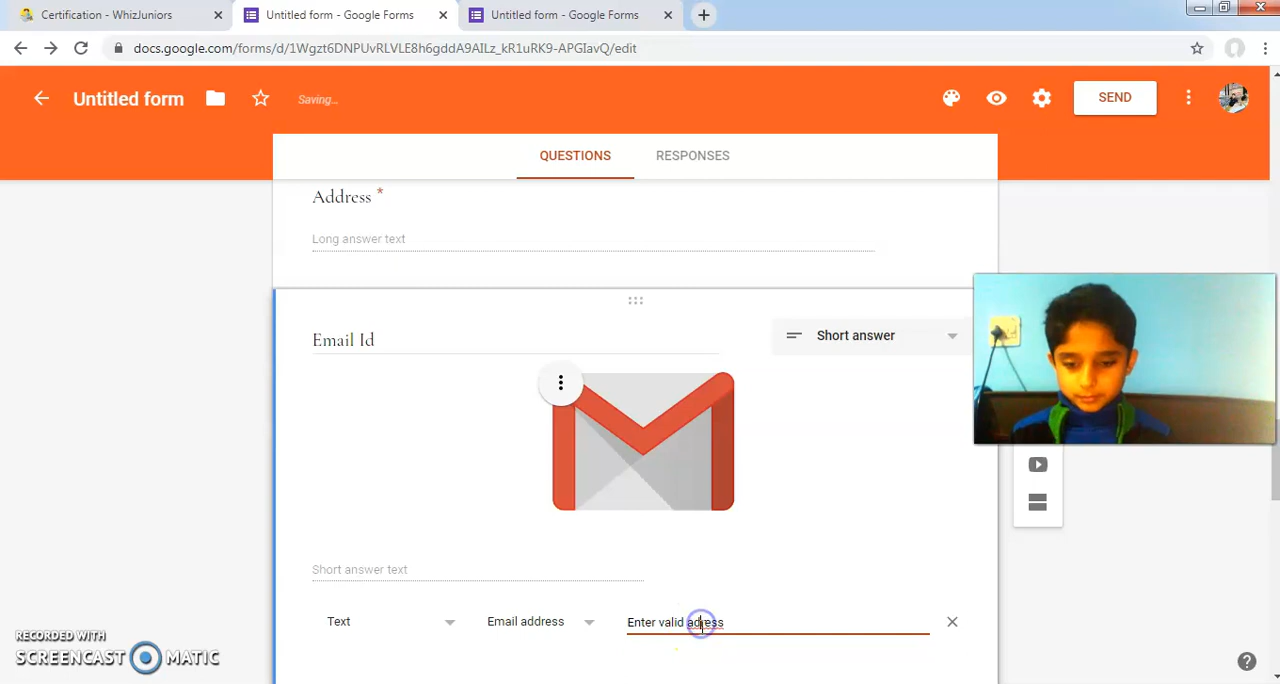 Certification - WhizJuniors
Untitled form - Google Forms
Untitled form - Google Forms
docs.google.com/forms/d/1Wgzt6DNPUvRLVLE8h6gddA9AILz_kR1uRK9-APGIavQ/edit
Untitled form
Saving...
SEND
QUESTIONS
RESPONSES
Address *
Long answer text
Email Id
Short answer
Short answer text
Text
Email address
Enter valid adress
RECORDED WITH
SCREENCAST MATIC